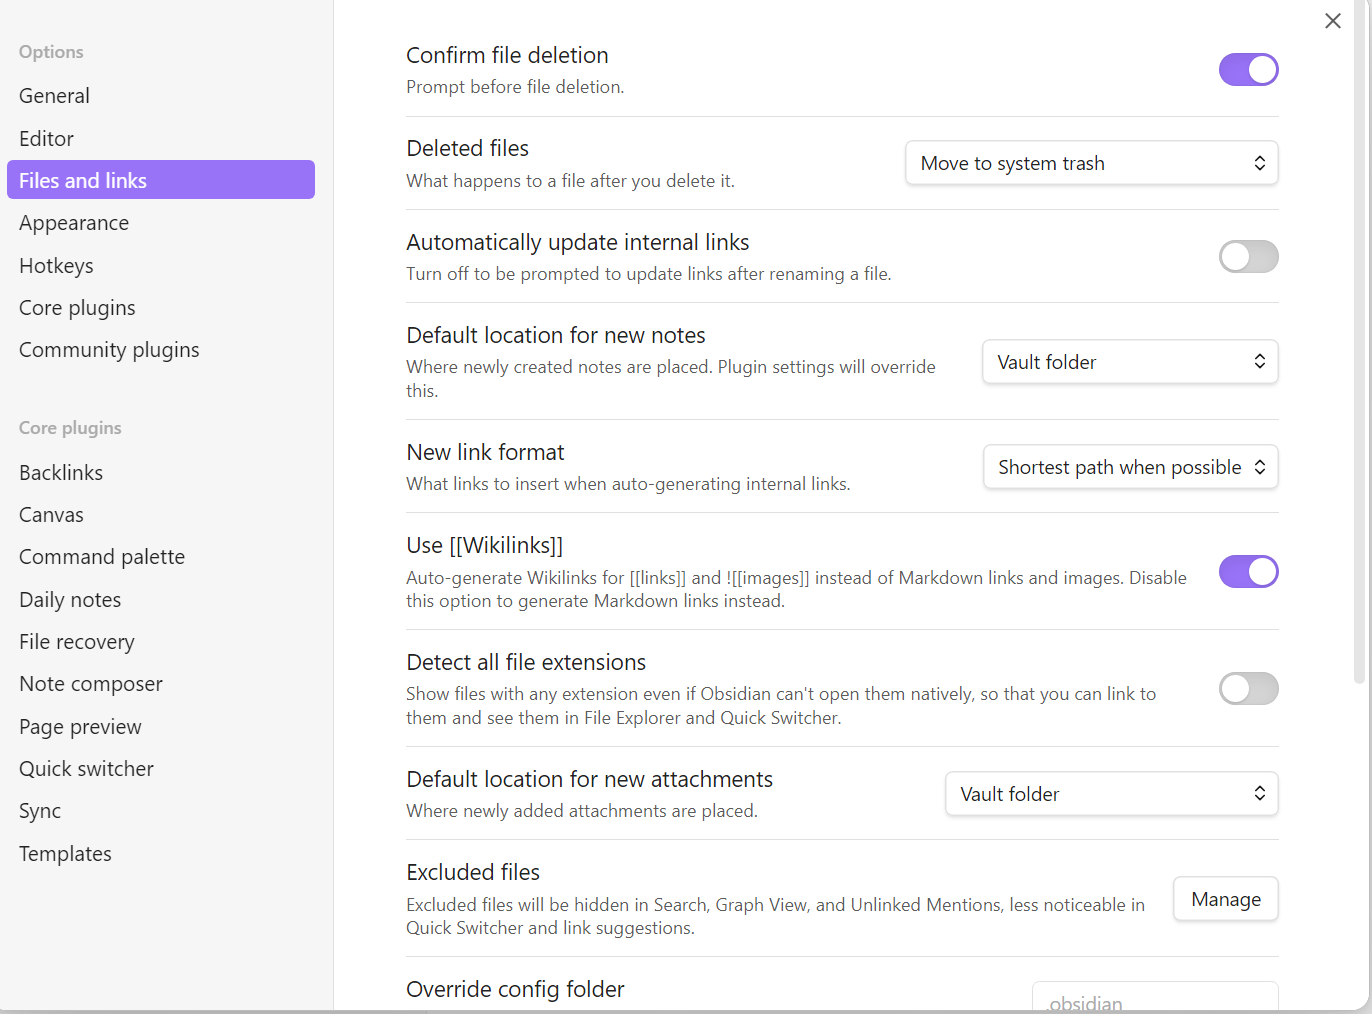 Options
General
Editor
Files and links
Appearance
Hotkeys
Core plugins
Community plugins
Core plugins
Backlinks
Canvas
Command palette
Daily notes
File recovery
Note composer
Page preview
Quick switcher
Sync
Templates
Confirm file deletion
Prompt before file deletion.
Deleted files
What happens to a file after you delete it.
Move to system trash
Automatically update internal links
Turn off to be prompted to update links after renaming a file.
Default location for new notes
Where newly created notes are placed. Plugin settings will override
this.
Vault folder
New link format
What links to insert when auto-generating internal links.
Shortest path when possible
Use [[Wikilinks]]
Auto-generate Wikilinks for [[links]] and ![[images]] instead of Markdown links and images. Disable
this option to generate Markdown links instead.
Detect all file extensions
Show files with any extension even if Obsidian can't open them natively, so that you can link to
them and see them in File Explorer and Quick Switcher.
Default location for new attachments
Where newly added attachments are placed.
Vault folder
Excluded files
Excluded files will be hidden in Search, Graph View, and Unlinked Mentions, less noticeable in
Quick Switcher and link suggestions.
Manage
Override config folder
.obsidian